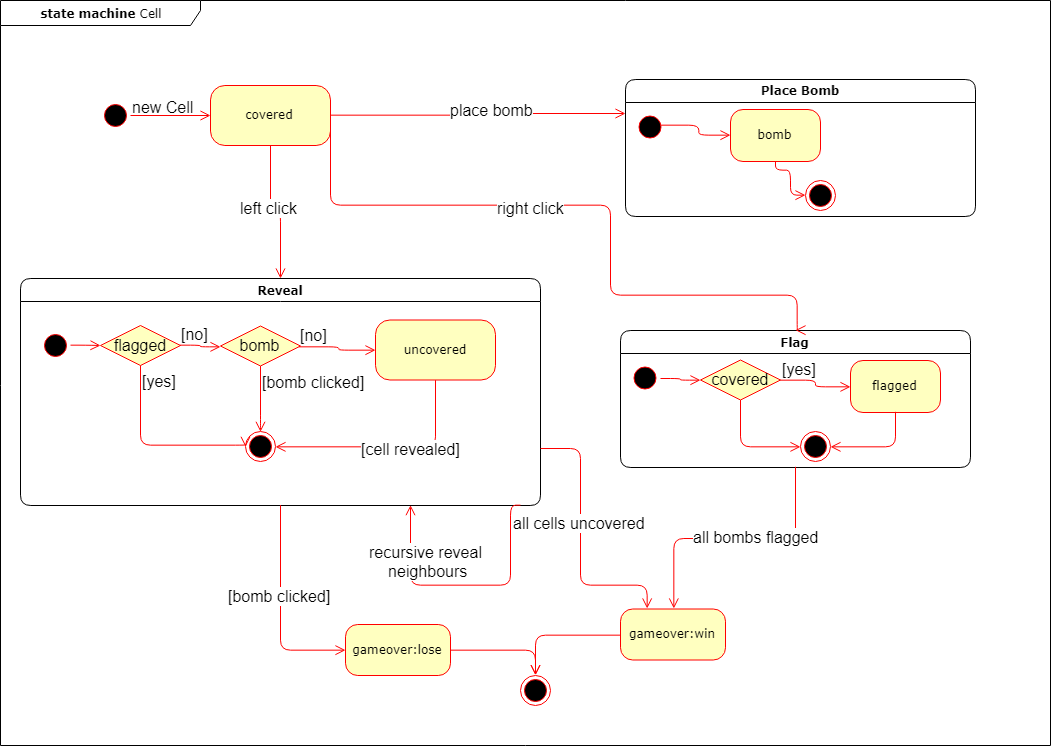 state machine Cell
Place Bomb
new Cell
covered
place bomb
bomb
left click
right click
Reveal
Flag
flagged
[no]
bomb
[no]
uncovered
[yes]
[bomb clicked]
[cell revealed]
covered
[yes]
flagged
all cells uncovered
all bombs flagged
recursive reveal
neighbours
[bomb clicked]
gameover:lose
gameover:win